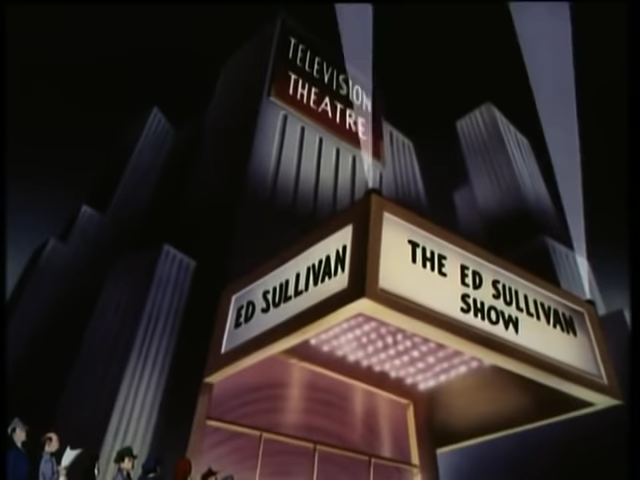 TELEVISION
THEATRE
ED SULLIVAN
THE ED SULLIVAN
SHOW